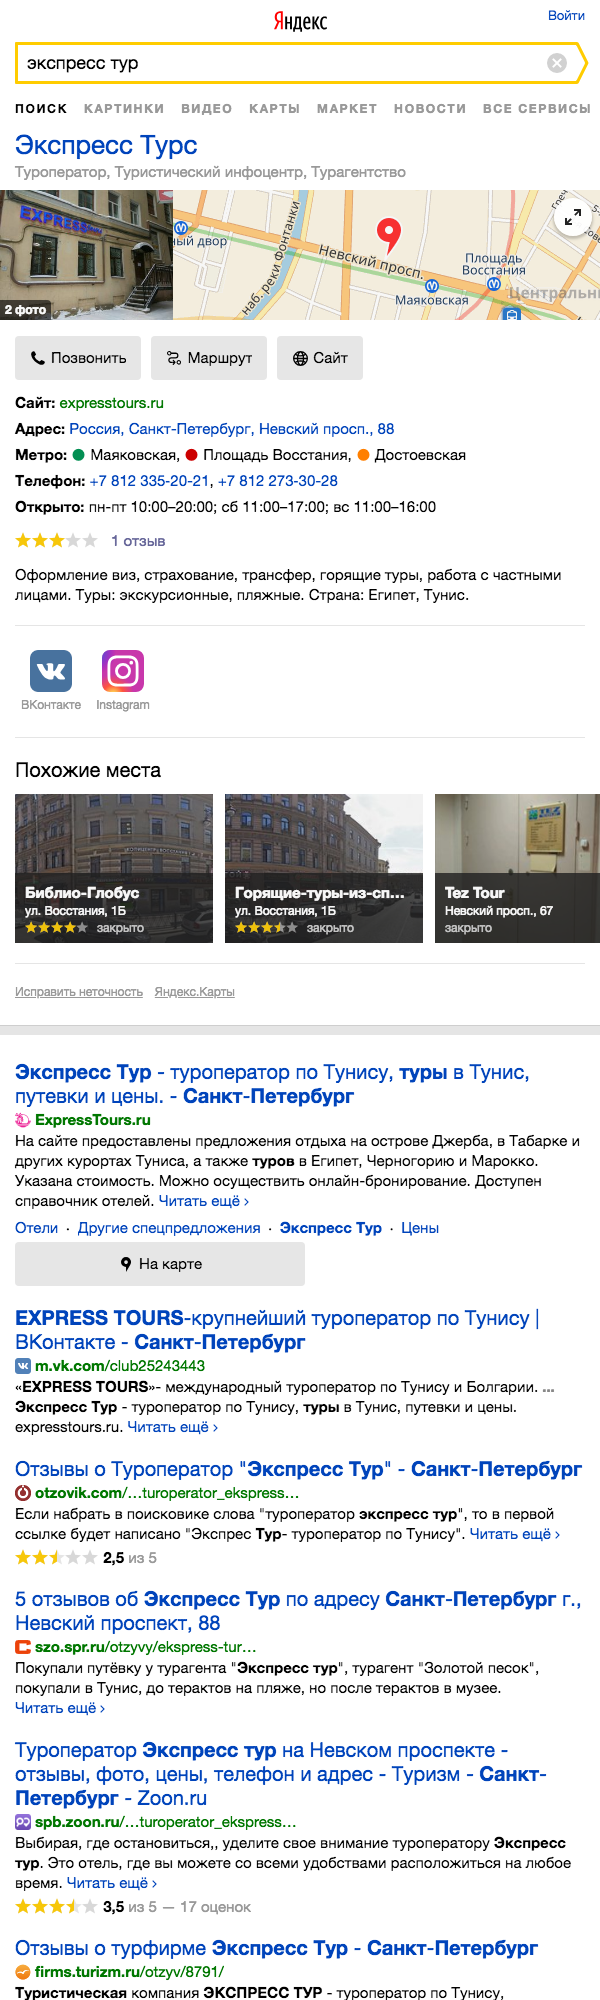 Яндекс
Войти
экспресс тур
ПОИСК КАРТИНКИ ВИДЕО КАРТЫ МАРКЕТ НОВОСТИ ВСЕ СЕРВИСЫ
Экспресс Турс
Туроператор, Туристический инфоцентр, Турагентство
EXPRESS
2 фото
ный двор
наб. реки Фонтанки
Невский просп.
Маяковская
Площадь
Восстания
Центральн
Позвонить Маршрут Сайт
Сайт: expresstours.ru
Адрес: Россия, Санкт-Петербург, Невский просп., 88
Метро: Маяковская, Площадь Восстания, Достоевская
Телефон: +7 812 335-20-21, +7 812 273-30-28
Открыто: пн-пт 10:00–20:00; сб 11:00–17:00; вс 11:00–16:00
1 отзыв
Оформление виз, страхование, трансфер, горящие туры, работа с частными
лицами. Туры: экскурсионные, пляжные. Страна: Египет, Тунис.
ВКонтакте Instagram
Похожие места
Библио-Глобус
ул. Восстания, 1Б
закрыто
Горящие-туры-из-сп...
ул. Восстания, 1Б
закрыто
Tez Tour
Невский просп., 67
закрыто
Исправить неточность Яндекс.Карты
Экспресс Тур - туроператор по Тунису, туры в Тунис,
путевки и цены. - Санкт-Петербург
ExpressTours.ru
На сайте предоставлены предложения отдыха на острове Джерба, в Табарке и
других курортах Туниса, а также туров в Египет, Черногорию и Марокко.
Указана стоимость. Можно осуществить онлайн-бронирование. Доступен
справочник отелей. Читать ещё ›
Отели · Другие спецпредложения · Экспресс Тур · Цены
На карте
EXPRESS TOURS-крупнейший туроператор по Тунису |
ВКонтакте - Санкт-Петербург
m.vk.com/club25243443
«EXPRESS TOURS»- международный туроператор по Тунису и Болгарии. ...
Экспресс Тур - туроператор по Тунису, туры в Тунис, путевки и цены.
expresstours.ru. Читать ещё ›
Отзывы о Туроператор "Экспресс Тур" - Санкт-Петербург
otzovik.com/...turoperator_ekspress...
Если набрать в поисковике слова "туроператор экспресс тур", то в первой
ссылке будет написано "Экспрес Тур- туроператор по Тунису". Читать ещё ›
2,5 из 5
5 отзывов об Экспресс Тур по адресу Санкт-Петербург г.,
Невский проспект, 88
szo.spr.ru/otzyvy/ekspress-tur...
Покупали путёвку у турагента "Экспресс тур", турагент "Золотой песок",
покупали в Тунис, до терактов на пляже, но после терактов в музее.
Читать ещё ›
Туроператор Экспресс тур на Невском проспекте -
отзывы, фото, цены, телефон и адрес - Туризм - Санкт-
Петербург - Zoon.ru
spb.zoon.ru/...turoperator_ekspress...
Выбирая, где остановиться,, уделите свое внимание туроператору Экспресс
тур. Это отель, где вы можете со всеми удобствами расположиться на любое
время. Читать ещё ›
3,5 из 5 — 17 оценок
Отзывы о турфирме Экспресс Тур - Санкт-Петербург
firms.turizm.ru/otzyv/8791/
Туристическая компания ЭКСПРЕСС ТУР - туроператор по Тунису,